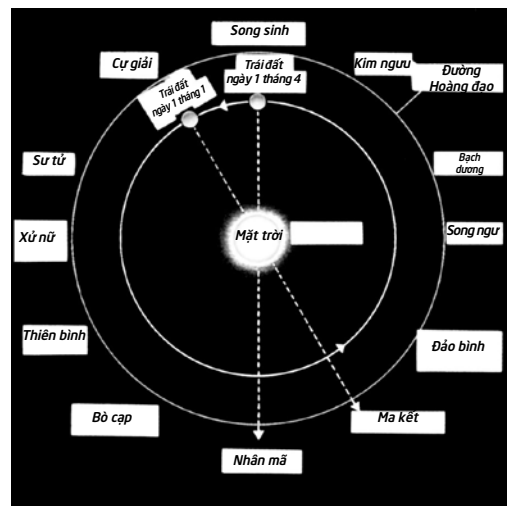 Song sinh
Cự giải
Trái đất
ngày 1 tháng 4
Kim ngưu
Đường
Hoàng đạo
Trái đất
ngày 1 tháng 1
Sư tử
Bạch
dương
Xử nữ
Mặt trời
Song ngư
Thiên bình
Đảo bình
Bò cạp
Ma kết
Nhân mã